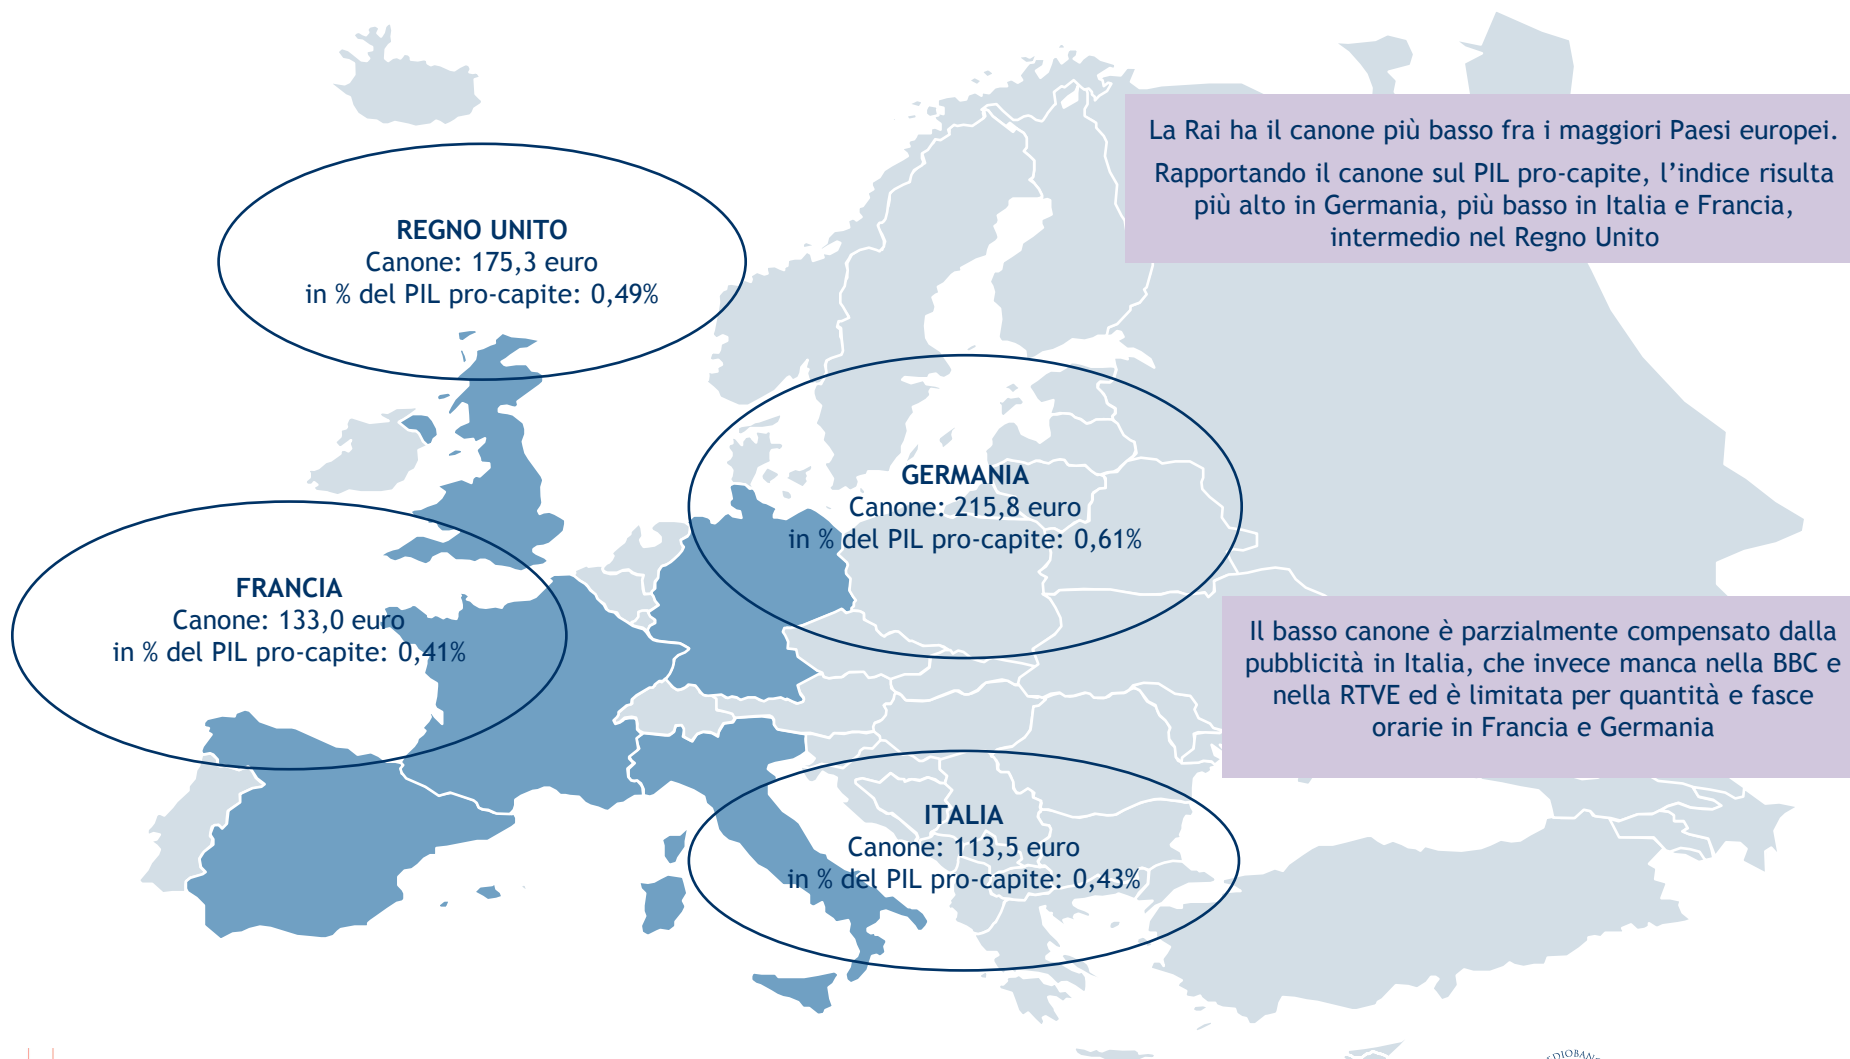 La Rai ha il canone più basso fra i maggiori Paesi europei.
Rapportando il canone sul PIL pro-capite, l’indice risulta
più alto in Germania, più basso in Italia e Francia,
intermedio nel Regno Unito
REGNO UNITO
Canone: 175,3 euro
in % del PIL pro-capite: 0,49%
GERMANIA
Canone: 215,8 euro
in % del PIL pro-capite: 0,61%
FRANCIA
Canone: 133,0 euro
in % del PIL pro-capite: 0,41%
Il basso canone è parzialmente compensato dalla
pubblicità in Italia, che invece manca nella BBC e
nella RTVE ed è limitata per quantità e fasce
orarie in Francia e Germania
ITALIA
Canone: 113,5 euro
in % del PIL pro-capite: 0,43%